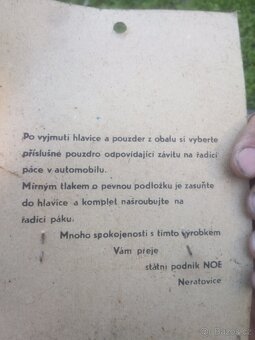 Po vyjmutí hlavice a pouzder z obalu si vyberte
příslušné pouzdro odpovídající závitu na řadicí
páce v automobilu.
Mírným tlakem o pevnou podložku je zasuňte
do hlavice a komplet našroubujte na
řadicí páku.
Mnoho spokojenosti s tímto výrobkem
Vám přeje
státní podnik NOE
Neratovice